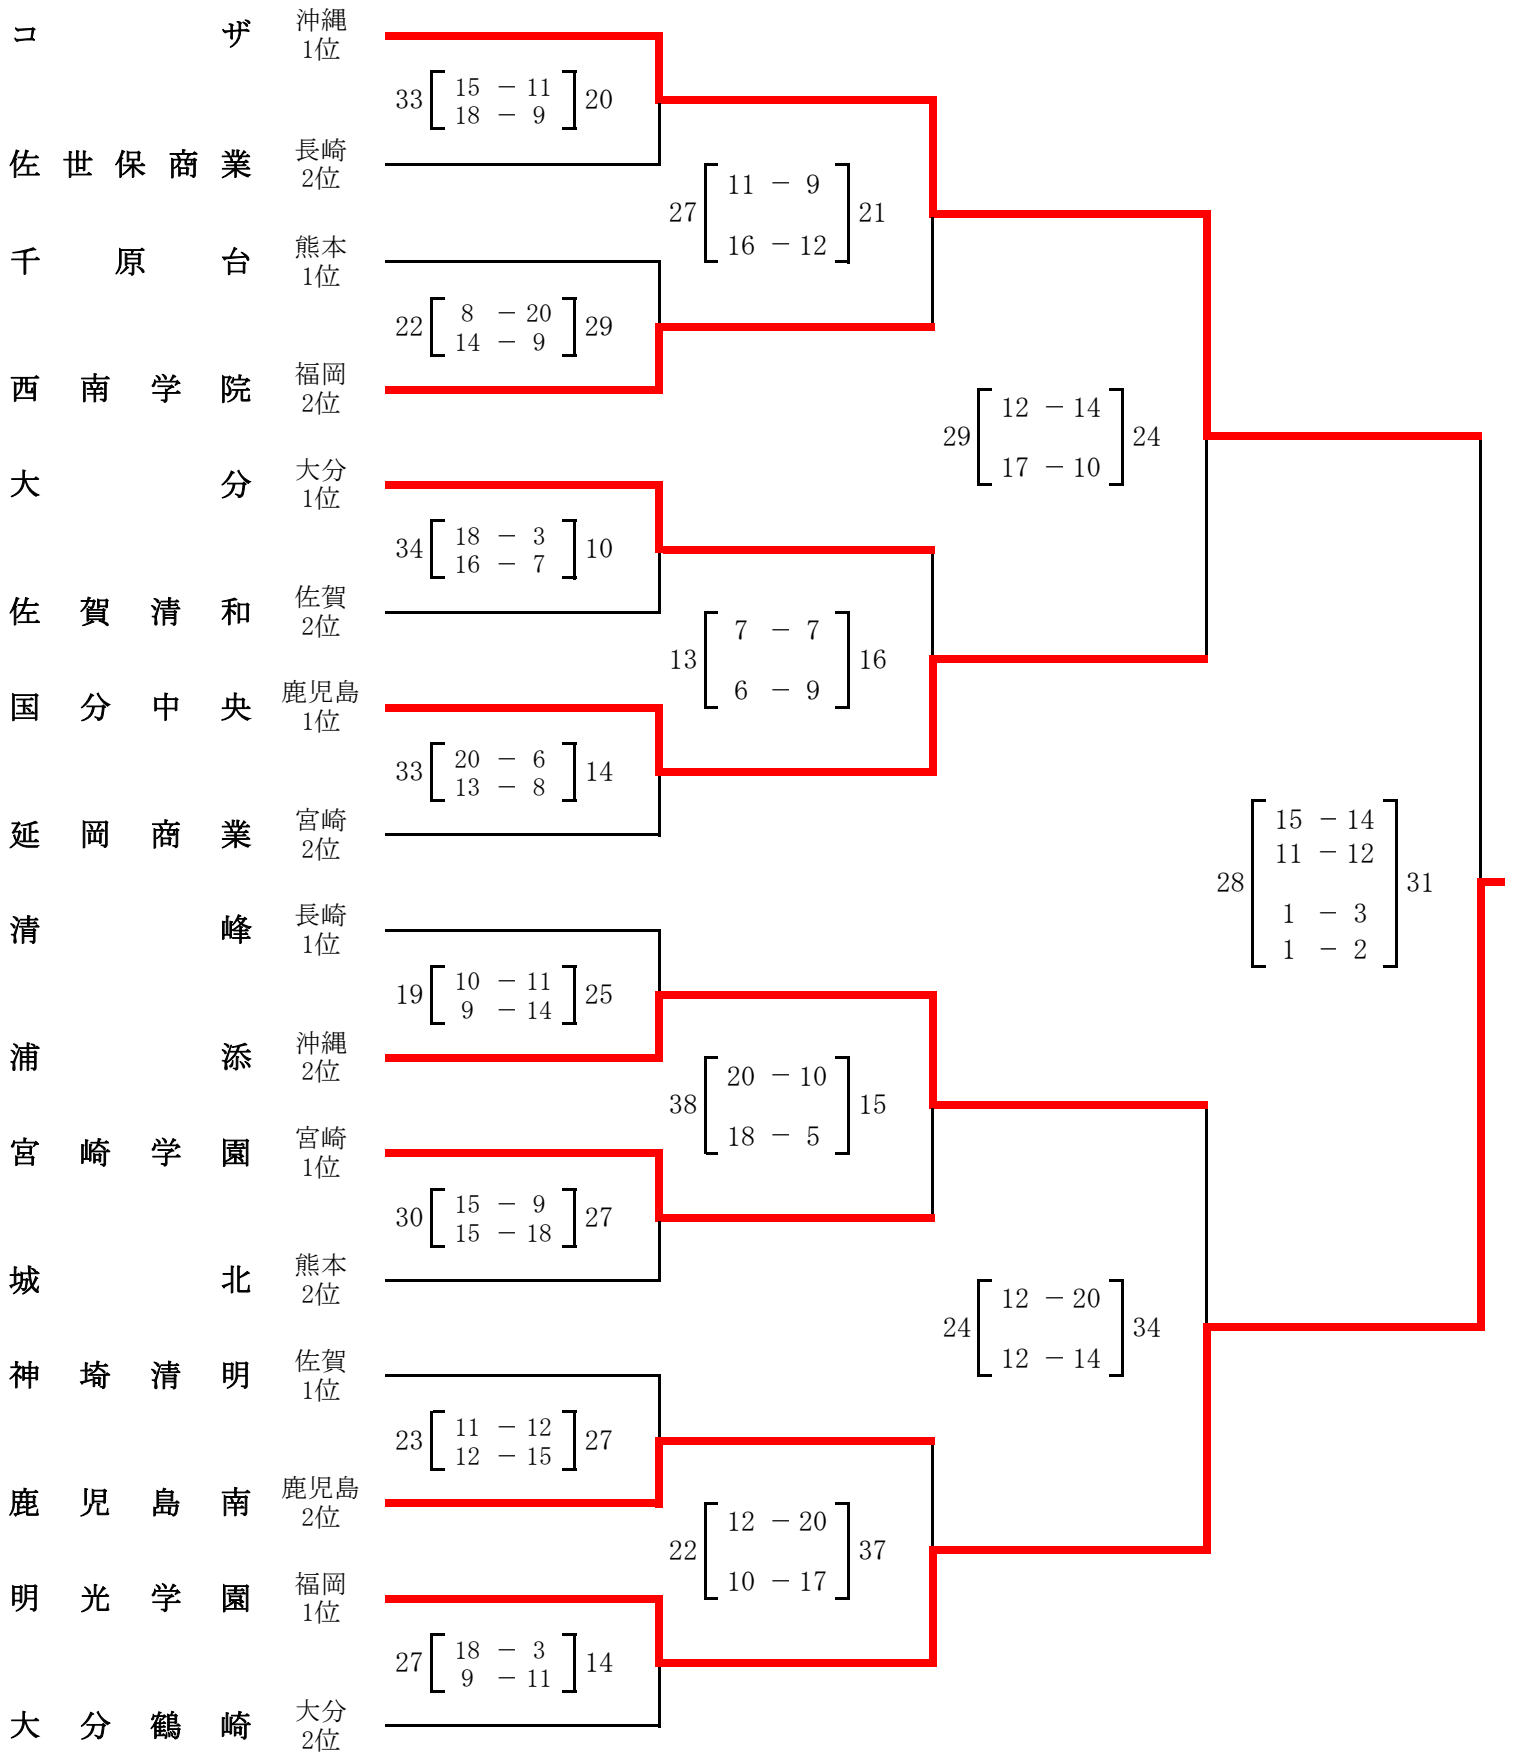 コザ 沖縄 1位
33 15 － 11 20
18 － 9
佐世保商業 長崎 2位
27 11 － 9 21
16 － 12
千原台 熊本 1位
22 8 － 20 29
14 － 9
西南学院 福岡 2位
29 12 － 14 24
17 － 10
大分 大分 1位
34 18 － 3 10
16 － 7
佐賀清和 佐賀 2位
13 7 － 7 16
6 － 9
国分中央 鹿児島 1位
33 20 － 6 14
13 － 8
延岡商業 宮崎 2位
28 15 － 14 31
11 － 12
1 － 3
1 － 2
清峰 長崎 1位
19 10 － 11 25
9 － 14
浦添 沖縄 2位
38 20 － 10 15
18 － 5
宮崎学園 宮崎 1位
30 15 － 9 27
15 － 18
城北 熊本 2位
24 12 － 20 34
12 － 14
神埼清明 佐賀 1位
23 11 － 12 27
12 － 15
鹿児島南 鹿児島 2位
22 12 － 20 37
10 － 17
明光学園 福岡 1位
27 18 － 3 14
9 － 11
大分鶴崎 大分 2位